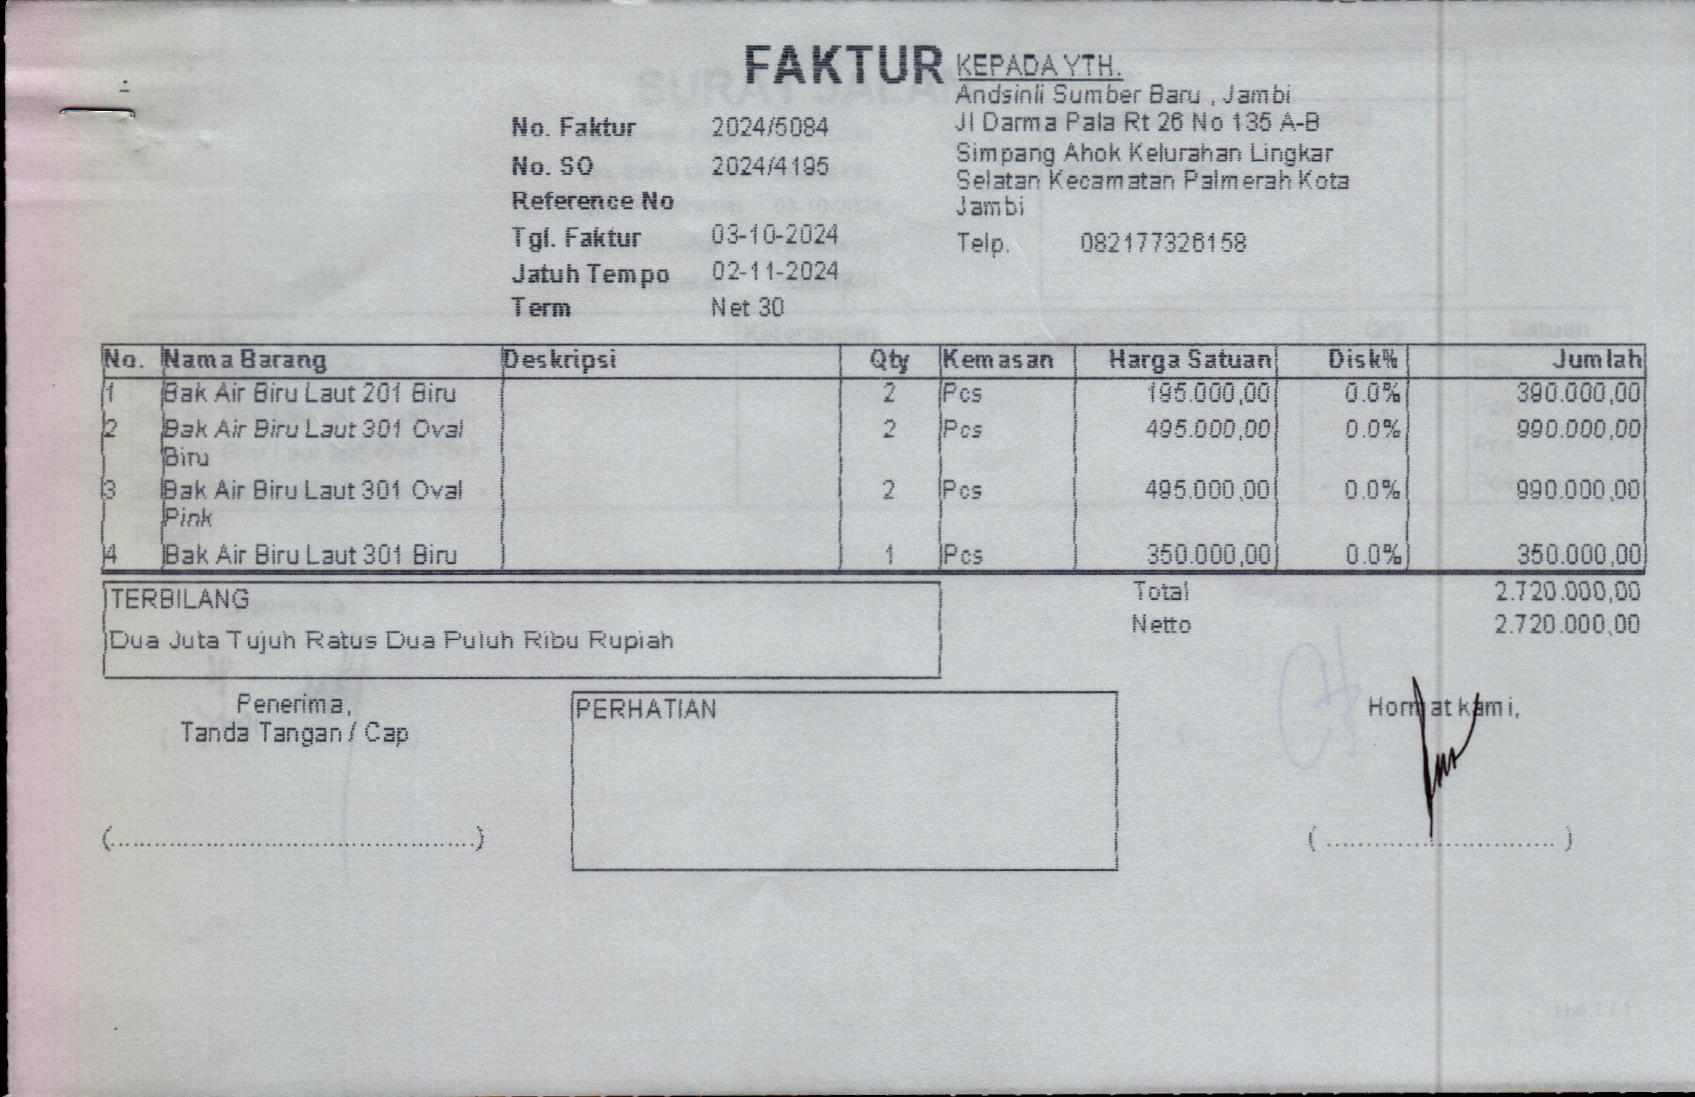 FAKTUR
No. Faktur 2024/5084
No. SO 2024/4195
Reference No
Tgl. Faktur 03-10-2024
Jatuh Tempo 02-11-2024
Term Net 30
KEPADA YTH.
Andsinli Sumber Baru , Jambi
Jl Darma Pala Rt 26 No 135 A-B
Simpang Ahok Kelurahan Lingkar
Selatan Kecamatan Palmerah Kota
Jambi
Telp. 082177326158
No. Nama Barang Deskripsi Qty Kemasan Harga Satuan Disk% Jumlah
1 Bak Air Biru Laut 201 Biru 2 Pcs 195.000,00 0.0% 390.000,00
2 Bak Air Biru Laut 301 Oval 2 Pcs 495.000,00 0.0% 990.000,00
Biru
3 Bak Air Biru Laut 301 Oval 2 Pcs 495.000,00 0.0% 990.000,00
Pink
4 Bak Air Biru Laut 301 Biru 1 Pcs 350.000,00 0.0% 350.000,00
TERBILANG
Dua Juta Tujuh Ratus Dua Puluh Ribu Rupiah
Total 2.720.000,00
Netto 2.720.000,00
Penerima,
Tanda Tangan / Cap
(..............................................)
PERHATIAN
Hormat kami,
( ............................. )